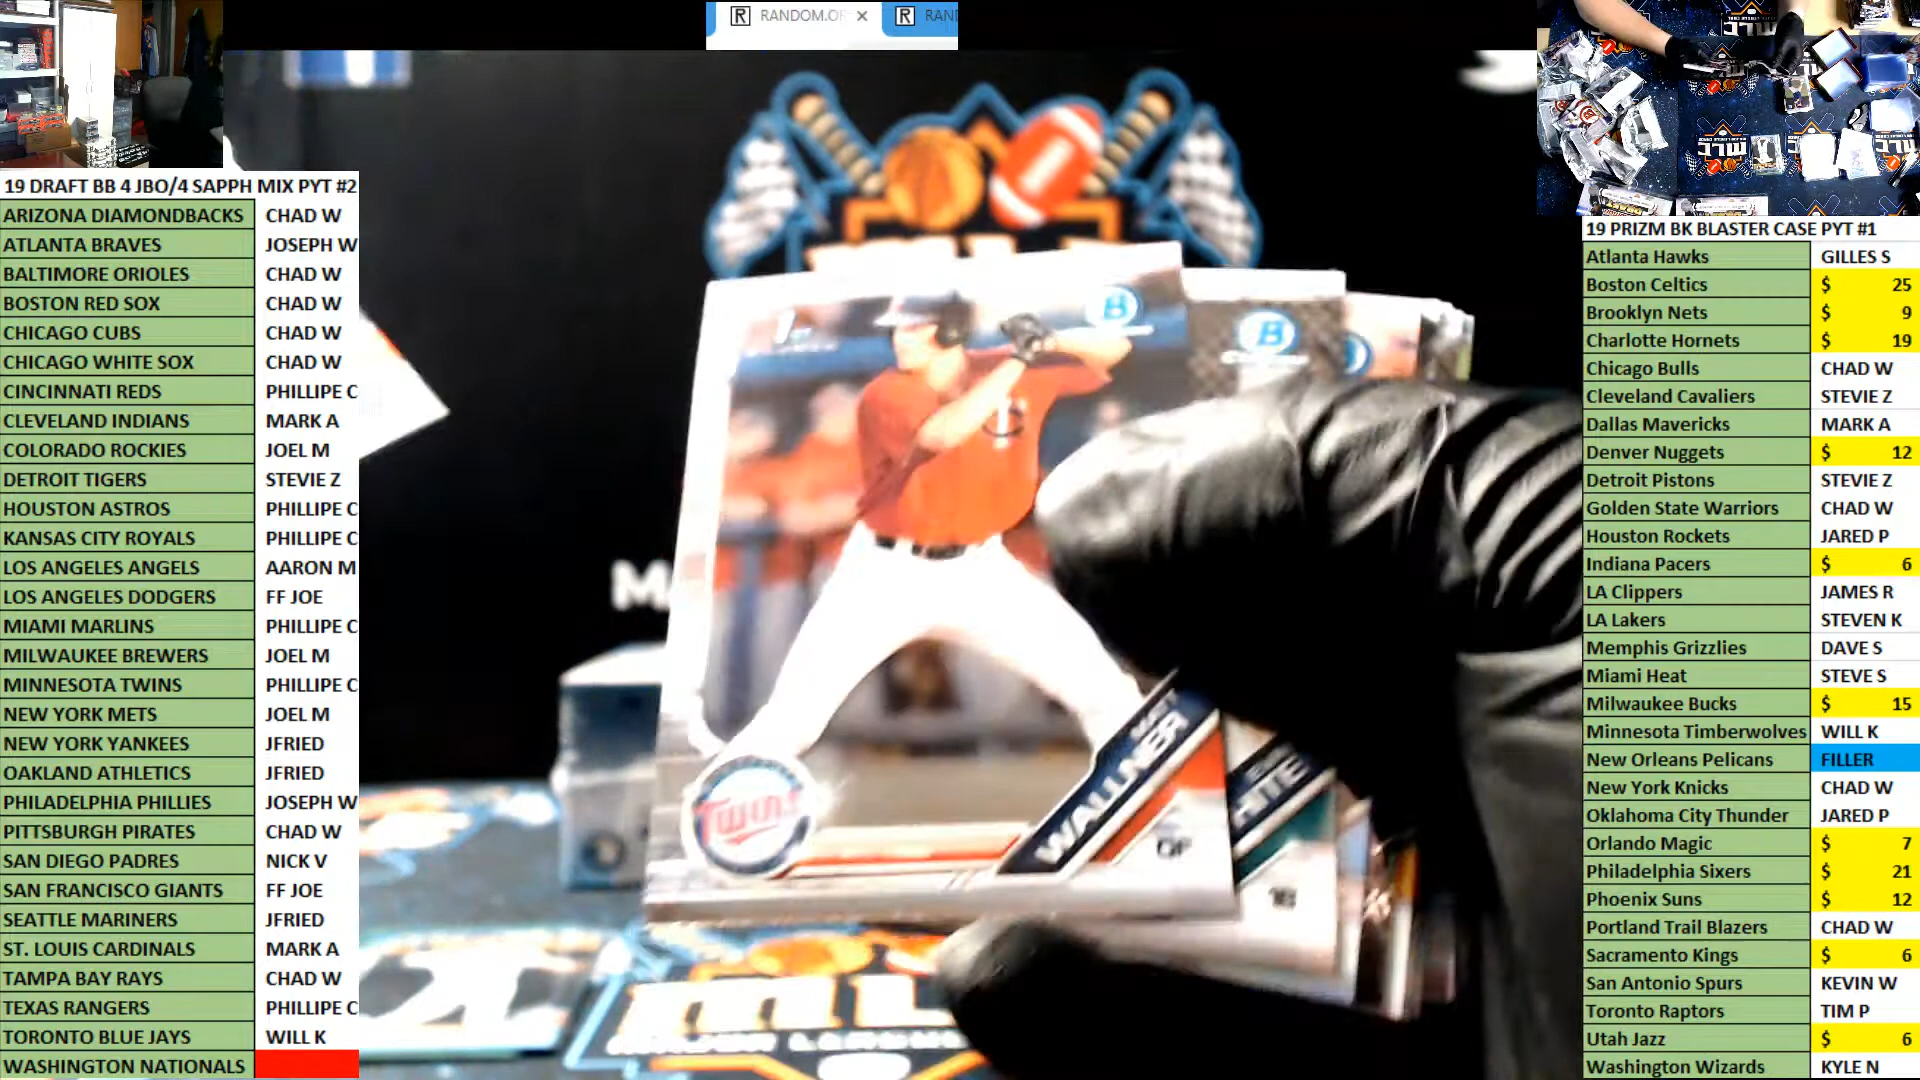 RANDOM.OR
RAND
19 DRAFT BB 4 JBO/4 SAPPH MIX PYT #2
ARIZONA DIAMONDBACKS CHAD W
ATLANTA BRAVES JOSEPH W
BALTIMORE ORIOLES CHAD W
BOSTON RED SOX CHAD W
CHICAGO CUBS CHAD W
CHICAGO WHITE SOX CHAD W
CINCINNATI REDS PHILLIPE C
CLEVELAND INDIANS MARK A
COLORADO ROCKIES JOEL M
DETROIT TIGERS STEVIE Z
HOUSTON ASTROS PHILLIPE C
KANSAS CITY ROYALS PHILLIPE C
LOS ANGELES ANGELS AARON M
LOS ANGELES DODGERS FF JOE
MIAMI MARLINS PHILLIPE C
MILWAUKEE BREWERS JOEL M
MINNESOTA TWINS PHILLIPE C
NEW YORK METS JOEL M
NEW YORK YANKEES JFRIED
OAKLAND ATHLETICS JFRIED
PHILADELPHIA PHILLIES JOSEPH W
PITTSBURGH PIRATES CHAD W
SAN DIEGO PADRES NICK V
SAN FRANCISCO GIANTS FF JOE
SEATTLE MARINERS JFRIED
ST. LOUIS CARDINALS MARK A
TAMPA BAY RAYS CHAD W
TEXAS RANGERS PHILLIPE C
TORONTO BLUE JAYS WILL K
WASHINGTON NATIONALS
B
B
WALLNER
OF
Twins
1B
19 PRIZM BK BLASTER CASE PYT #1
Atlanta Hawks GILLES S
Boston Celtics $ 25
Brooklyn Nets $ 9
Charlotte Hornets $ 19
Chicago Bulls CHAD W
Cleveland Cavaliers STEVIE Z
Dallas Mavericks MARK A
Denver Nuggets $ 12
Detroit Pistons STEVIE Z
Golden State Warriors CHAD W
Houston Rockets JARED P
Indiana Pacers $ 6
LA Clippers JAMES R
LA Lakers STEVEN K
Memphis Grizzlies DAVE S
Miami Heat STEVE S
Milwaukee Bucks $ 15
Minnesota Timberwolves WILL K
New Orleans Pelicans FILLER
New York Knicks CHAD W
Oklahoma City Thunder JARED P
Orlando Magic $ 7
Philadelphia Sixers $ 21
Phoenix Suns $ 12
Portland Trail Blazers CHAD W
Sacramento Kings $ 6
San Antonio Spurs KEVIN W
Toronto Raptors TIM P
Utah Jazz $ 6
Washington Wizards KYLE N